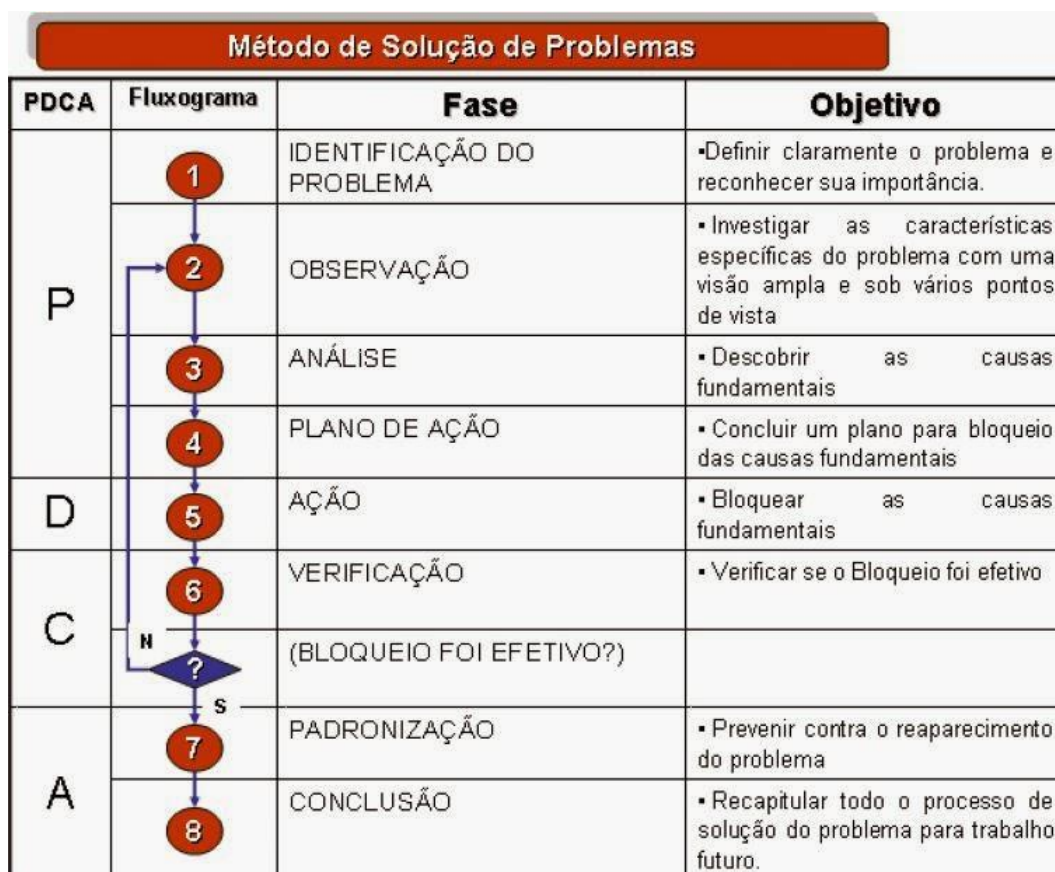 Método de Solução de Problemas
PDCA Fluxograma Fase Objetivo
P
1
IDENTIFICAÇÃO DO
PROBLEMA
▪Definir claramente o problema e
reconhecer sua importância.
2
OBSERVAÇÃO
▪ Investigar as características
específicas do problema com uma
visão ampla e sob vários pontos
de vista
3
ANÁLiSE
▪ Descobrir as causas
fundamentais
4
PLANO DE AÇÃO
▪ Concluir um plano para bloqueio
das causas fundamentais
D
5
AÇÃO
▪ Bloquear as causas
fundamentais
C
6
VERIFICAÇÃO
▪ Verificar se o Bloqueio foi efetivo
N
?
(BLOQUEIO FOI EFETIVO?)
S
A
7
PADRONIZAÇÃO
▪ Prevenir contra o reaparecimento
do problema
8
CONCLUSÃO
▪ Recapitular todo o processo de
solução do problema para trabalho
futuro.